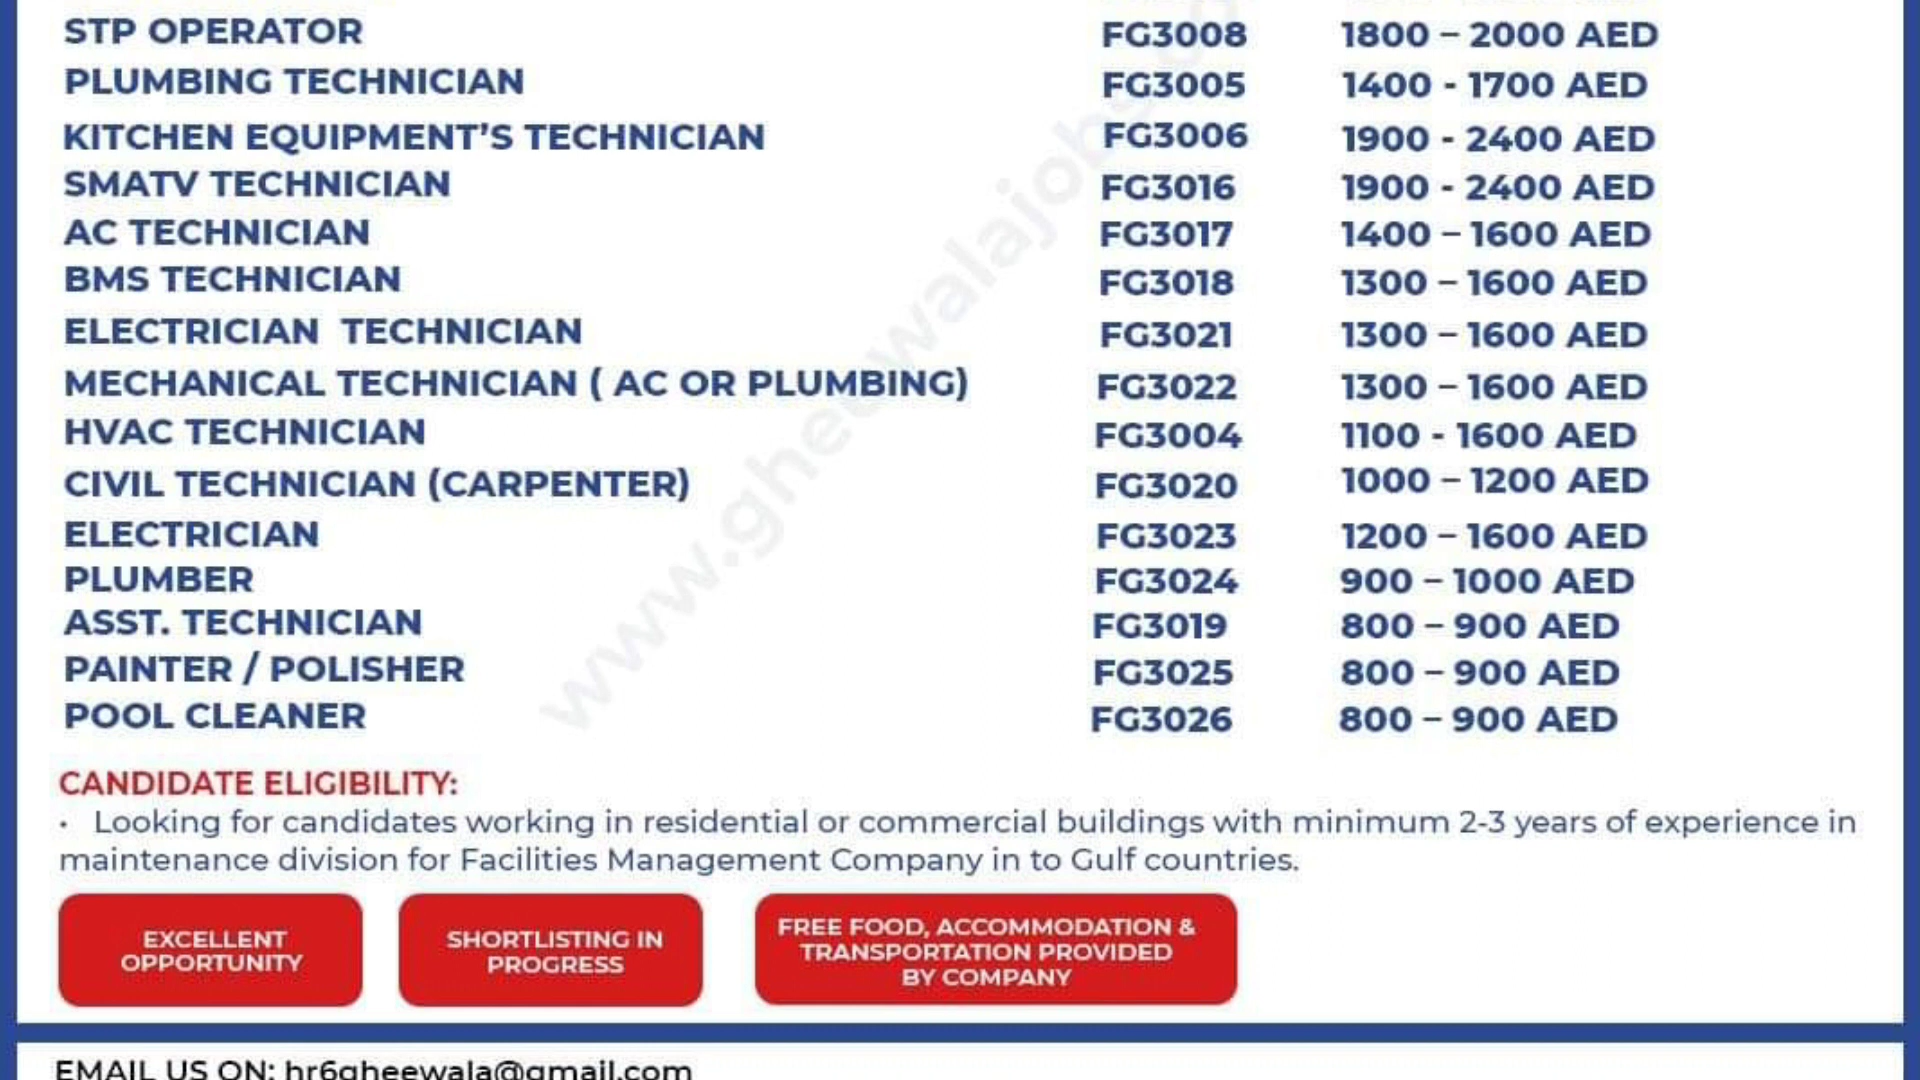 STP OPERATOR FG3008 1800 – 2000 AED
PLUMBING TECHNICIAN FG3005 1400 - 1700 AED
KITCHEN EQUIPMENT’S TECHNICIAN FG3006 1900 - 2400 AED
SMATV TECHNICIAN FG3016 1900 - 2400 AED
AC TECHNICIAN FG3017 1400 – 1600 AED
BMS TECHNICIAN FG3018 1300 – 1600 AED
ELECTRICIAN TECHNICIAN FG3021 1300 – 1600 AED
MECHANICAL TECHNICIAN ( AC OR PLUMBING) FG3022 1300 – 1600 AED
HVAC TECHNICIAN FG3004 1100 - 1600 AED
CIVIL TECHNICIAN (CARPENTER) FG3020 1000 – 1200 AED
ELECTRICIAN FG3023 1200 – 1600 AED
PLUMBER FG3024 900 – 1000 AED
ASST. TECHNICIAN FG3019 800 – 900 AED
PAINTER / POLISHER FG3025 800 – 900 AED
POOL CLEANER FG3026 800 – 900 AED
www.gheewalajobs
CANDIDATE ELIGIBILITY:
• Looking for candidates working in residential or commercial buildings with minimum 2-3 years of experience in
maintenance division for Facilities Management Company in to Gulf countries.
EXCELLENT
OPPORTUNITY
SHORTLISTING IN
PROGRESS
FREE FOOD, ACCOMMODATION &
TRANSPORTATION PROVIDED
BY COMPANY
EMAIL US ON: hr6gheewala@gmail.com